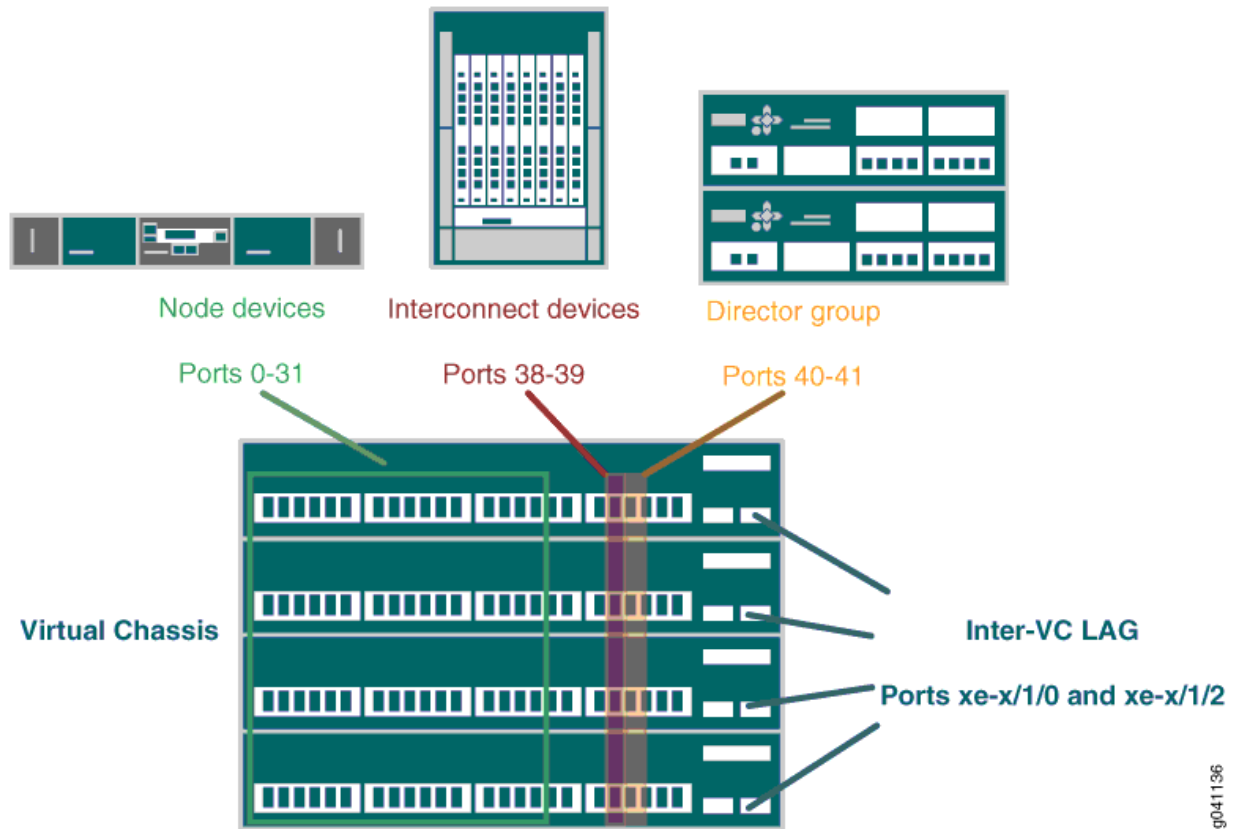 Node devices
Interconnect devices
Director group
Ports 0-31
Ports 38-39
Ports 40-41
Virtual Chassis
Inter-VC LAG
Ports xe-x/1/0 and xe-x/1/2
g041136